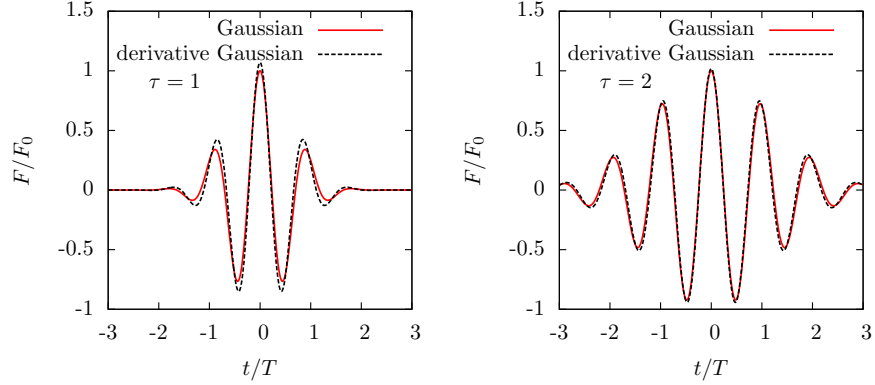 1.5
1
0.5
0
-0.5
-1
F/F₀
Gaussian
derivative Gaussian
τ = 1
-3 -2 -1 0 1 2 3
t/T
1.5
1
0.5
0
-0.5
-1
F/F₀
Gaussian
derivative Gaussian
τ = 2
-3 -2 -1 0 1 2 3
t/T